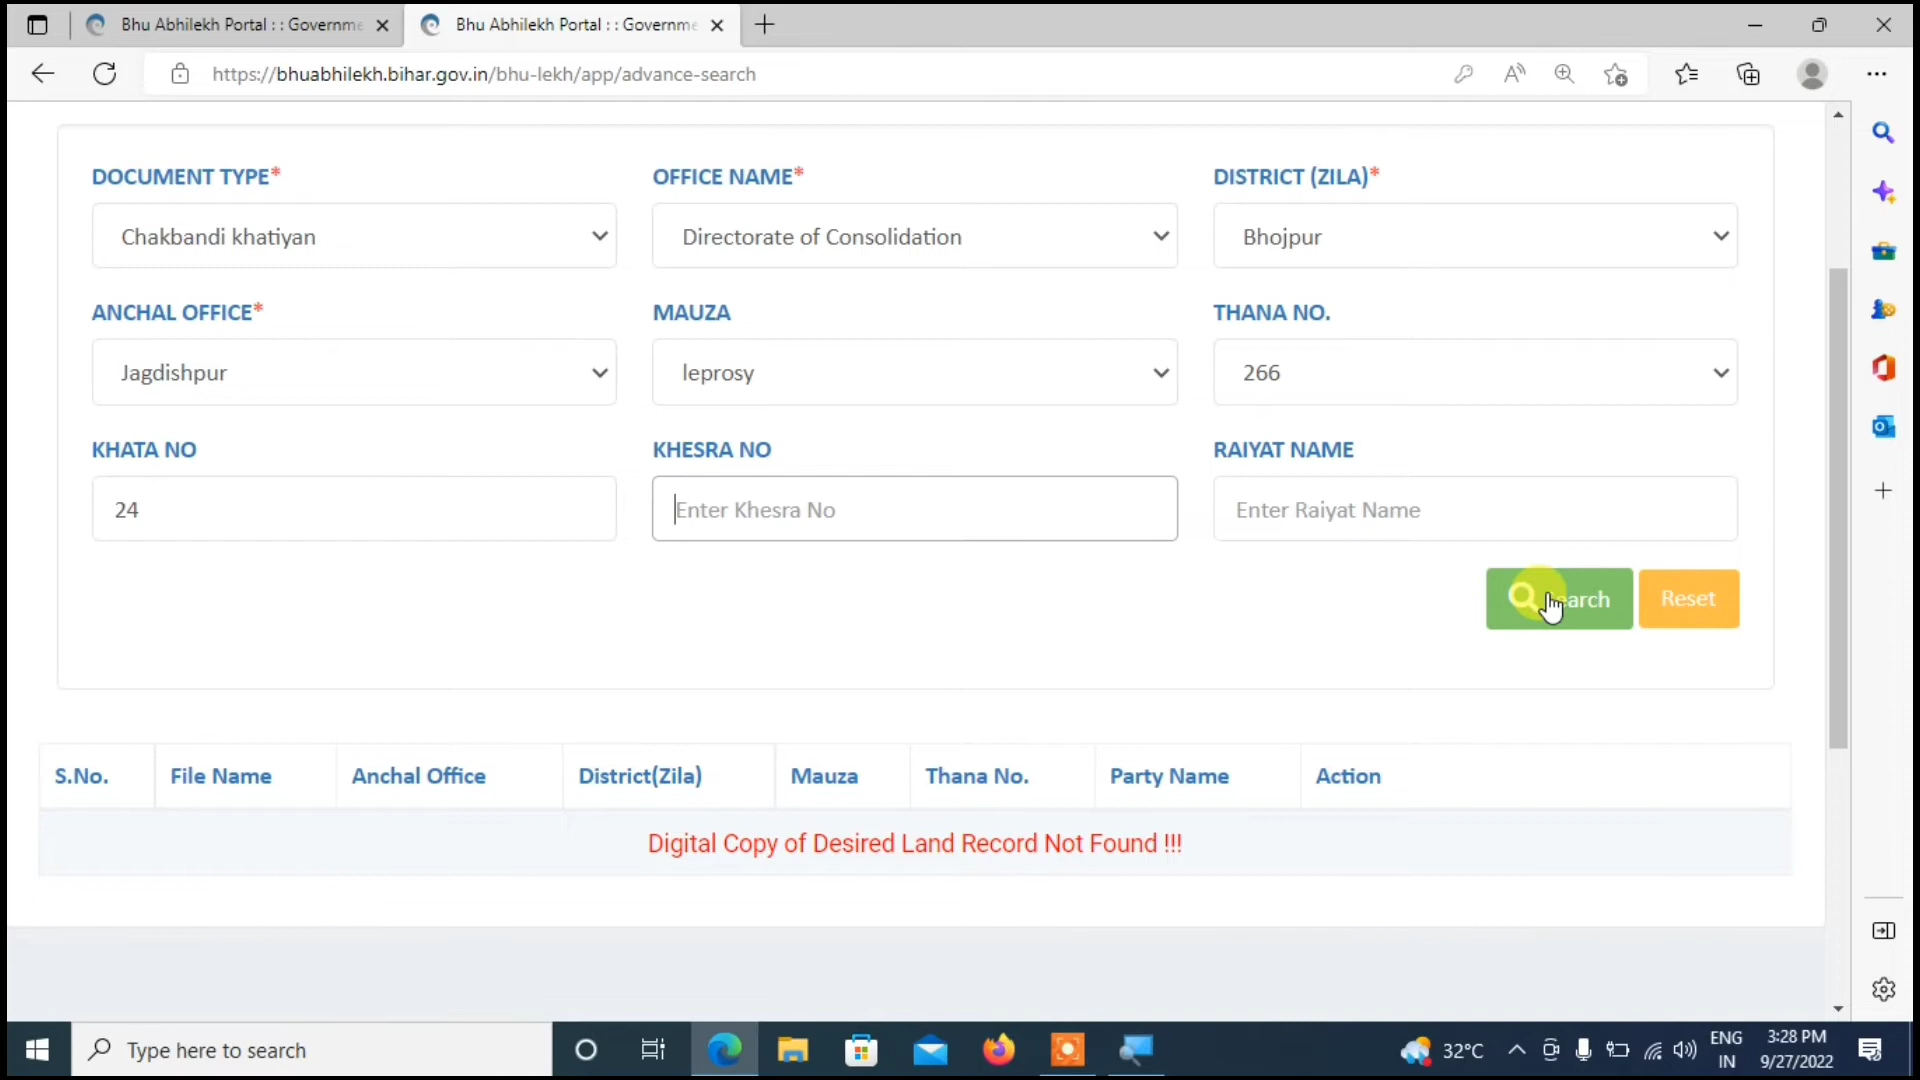 Bhu Abhilekh Portal : : Governme
Bhu Abhilekh Portal : : Governme
https://bhuabhilekh.bihar.gov.in/bhu-lekh/app/advance-search
DOCUMENT TYPE* OFFICE NAME* DISTRICT (ZILA)*
Chakbandi khatiyan Directorate of Consolidation Bhojpur
ANCHAL OFFICE* MAUZA THANA NO.
Jagdishpur leprosy 266
KHATA NO KHESRA NO RAIYAT NAME
24 Enter Khesra No Enter Raiyat Name
Reset
S.No. File Name Anchal Office District(Zila) Mauza Thana No. Party Name Action
Digital Copy of Desired Land Record Not Found !!!
Type here to search
32°C
ENG
IN
3:28 PM
9/27/2022